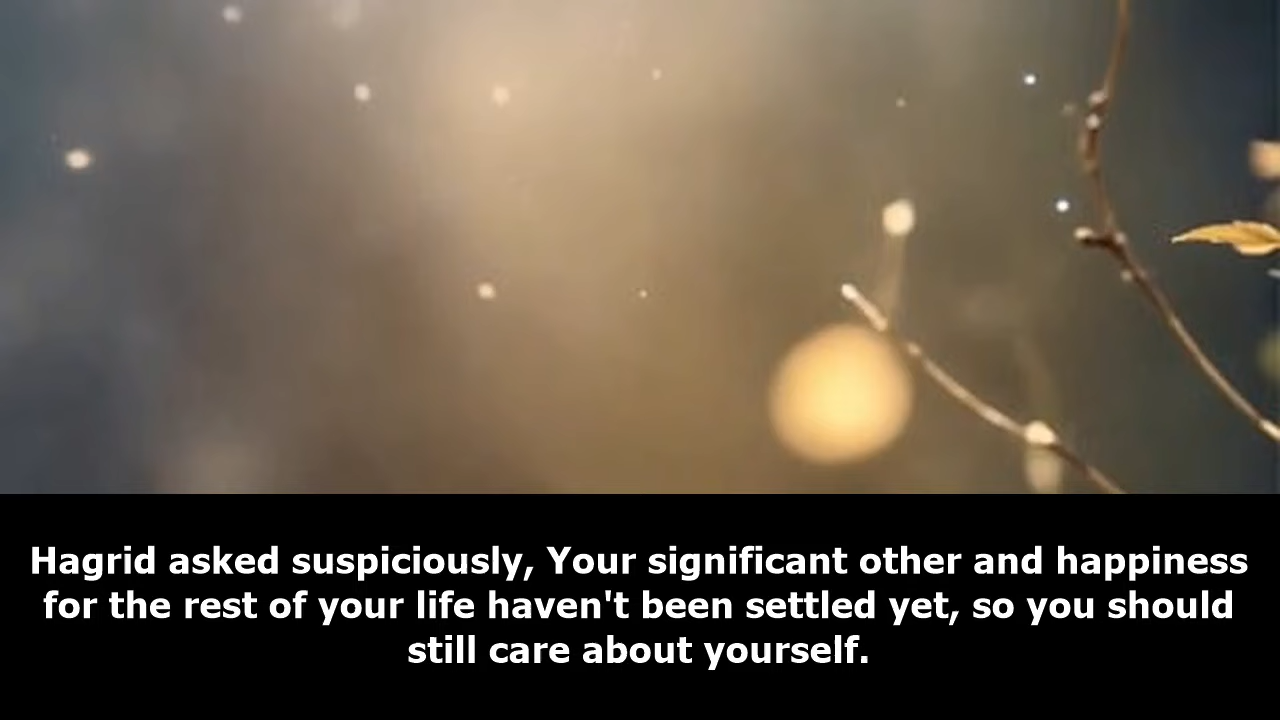 Hagrid asked suspiciously, Your significant other and happiness
for the rest of your life haven't been settled yet, so you should
still care about yourself.